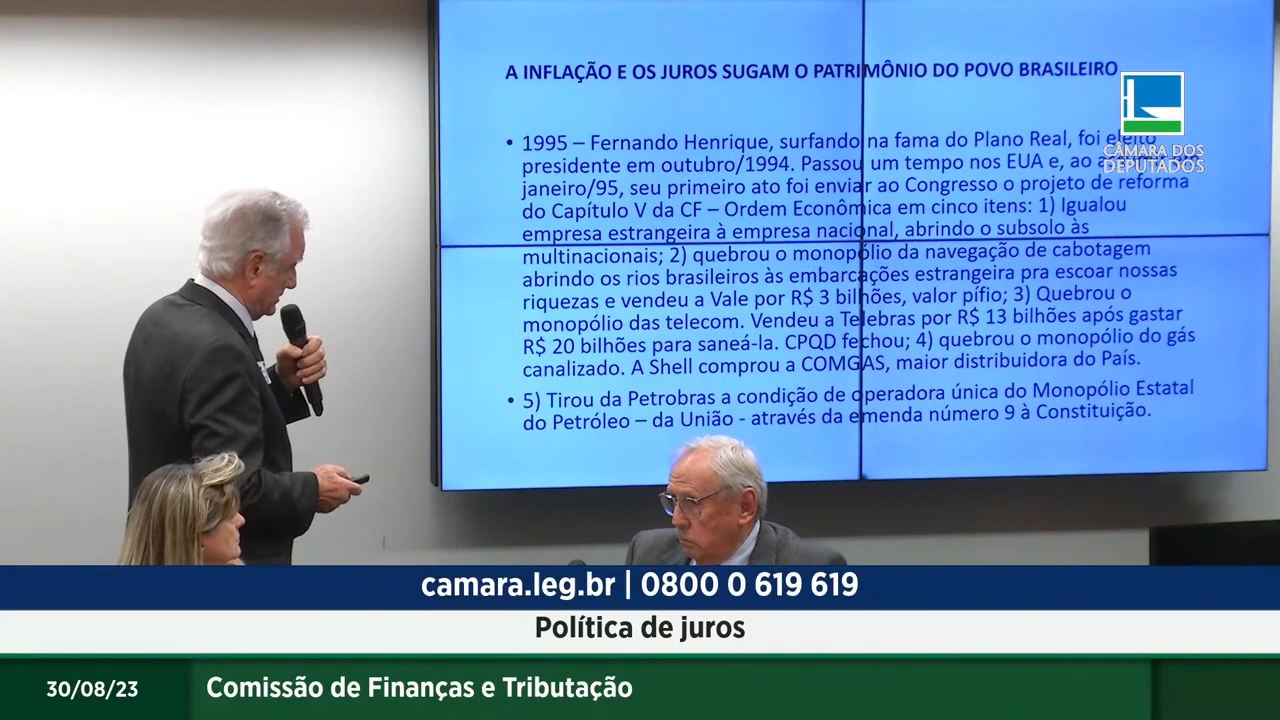 A INFLAÇÃO E OS JUROS SUGAM O PATRIMÔNIO DO POVO BRASILEIRO
CÂMARA DOS
DEPUTADOS
• 1995 – Fernando Henrique, surfando na fama do Plano Real, foi eleito
presidente em outubro/1994. Passou um tempo nos EUA e, ao
janeiro/95, seu primeiro ato foi enviar ao Congresso o projeto de reforma
do Capítulo V da CF – Ordem Econômica em cinco itens: 1) Igualou
empresa estrangeira à empresa nacional, abrindo o subsolo às
multinacionais; 2) quebrou o monopólio da navegação de cabotagem
abrindo os rios brasileiros às embarcações estrangeira pra escoar nossas
riquezas e vendeu a Vale por R$ 3 bilhões, valor pífio; 3) Quebrou o
monopólio das telecom. Vendeu a Telebras por R$ 13 bilhões após gastar
R$ 20 bilhões para saneá-la. CPQD fechou; 4) quebrou o monopólio do gás
canalizado. A Shell comprou a COMGAS, maior distribuidora do País.
• 5) Tirou da Petrobras a condição de operadora única do Monopólio Estatal
do Petróleo – da União - através da emenda número 9 à Constituição.
camara.leg.br | 0800 0 619 619
Política de juros
30/08/23 Comissão de Finanças e Tributação